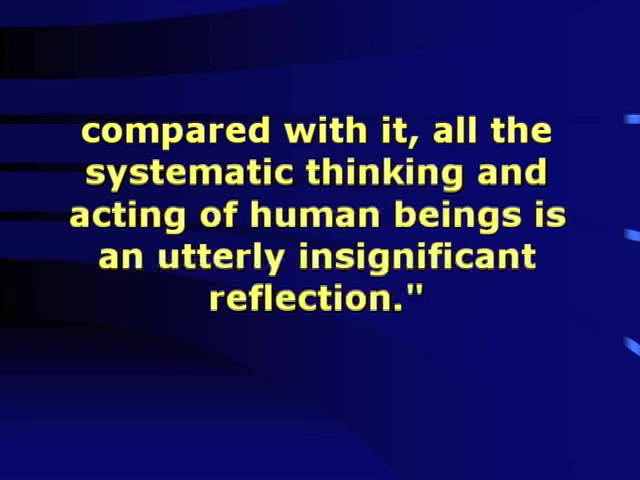 compared with it, all the
systematic thinking and
acting of human beings is
an utterly insignificant
reflection."